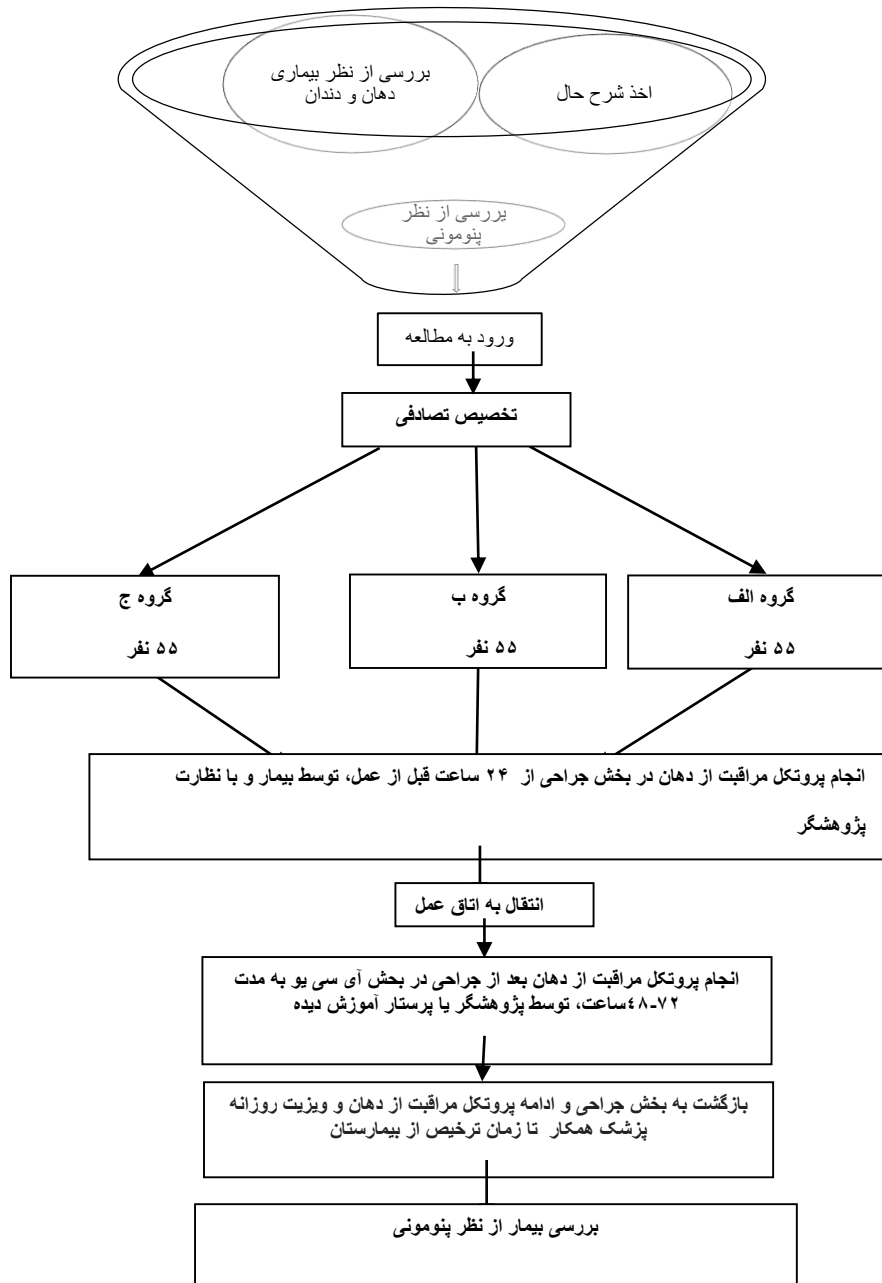 اخذ شرح حال
بررسی از نظر بیماری
دهان و دندان
یررسی از نظر
پنومونی
ورود به مطالعه
تخصیص تصادفی
گروه الف
۵۵ نفر
گروه ب
۵۵ نفر
گروه ج
۵۵ نفر
انجام پروتکل مراقبت از دهان در بخش جراحی از ۲۴ ساعت قبل از عمل، توسط بیمار و با نظارت
پژوهشگر
انتقال به اتاق عمل
انجام پروتکل مراقبت از دهان بعد از جراحی در بحش آی سی یو به مدت
٤٨-٧٢ساعت، توسط پژوهشگر یا پرستار آموزش دیده
بازگشت به بخش جراحی و ادامه پروتکل مراقبت از دهان و ویزیت روزانه
پزشک همکار تا زمان ترخیص از بیمارستان
بررسی بیمار از نظر پنومونی